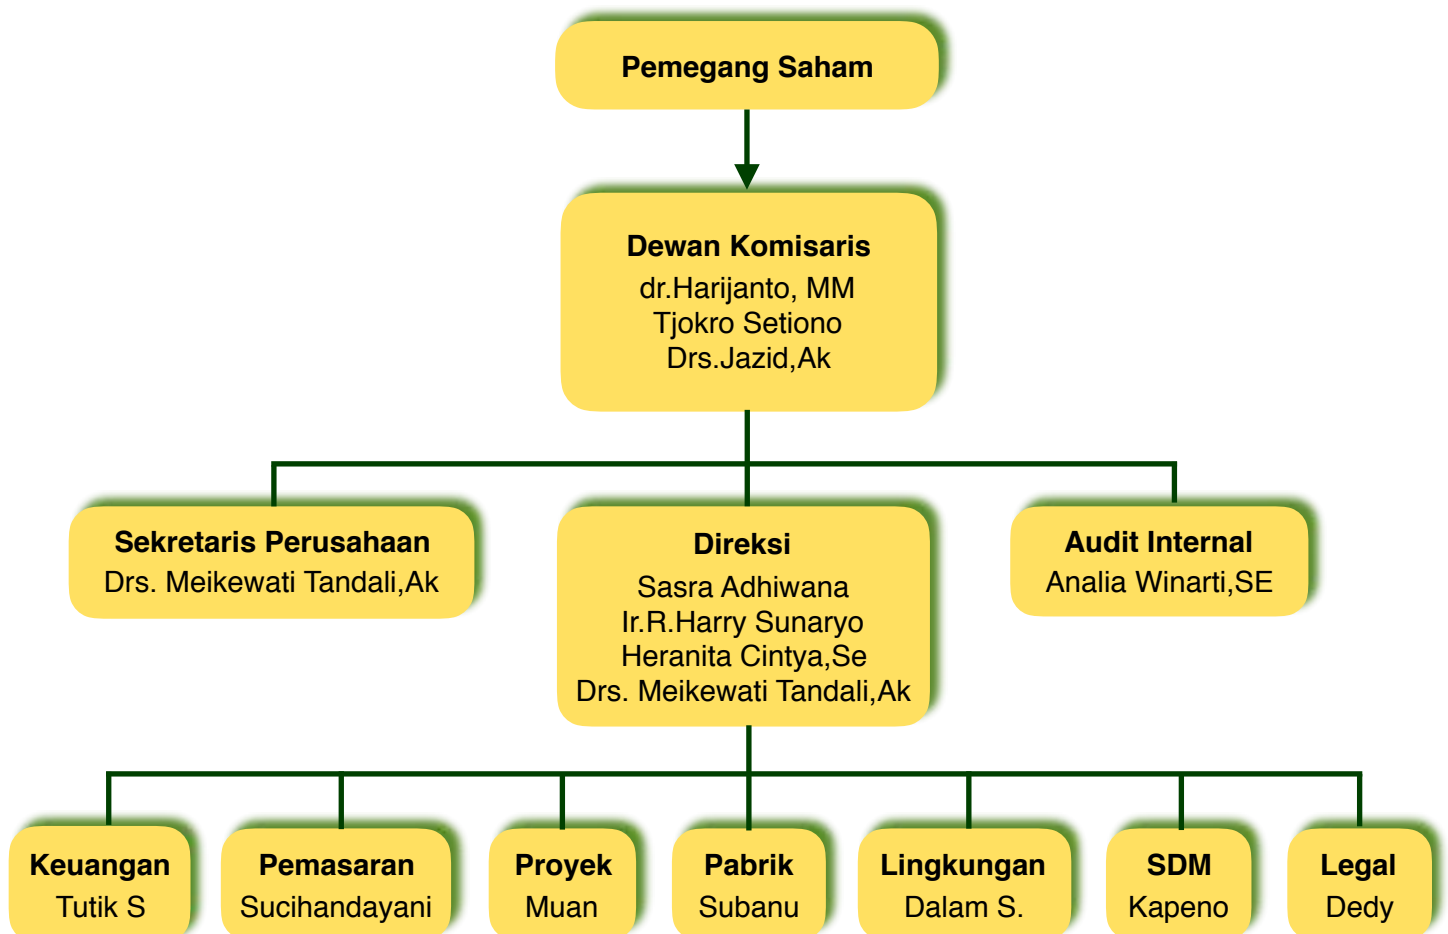 Pemegang Saham
Dewan Komisaris
dr.Harijanto, MM
Tjokro Setiono
Drs.Jazid,Ak
Sekretaris Perusahaan
Drs. Meikewati Tandali,Ak
Direksi
Sasra Adhiwana
Ir.R.Harry Sunaryo
Heranita Cintya,Se
Drs. Meikewati Tandali,Ak
Audit Internal
Analia Winarti,SE
Keuangan
Tutik S
Pemasaran
Sucihandayani
Proyek
Muan
Pabrik
Subanu
Lingkungan
Dalam S.
SDM
Kapeno
Legal
Dedy